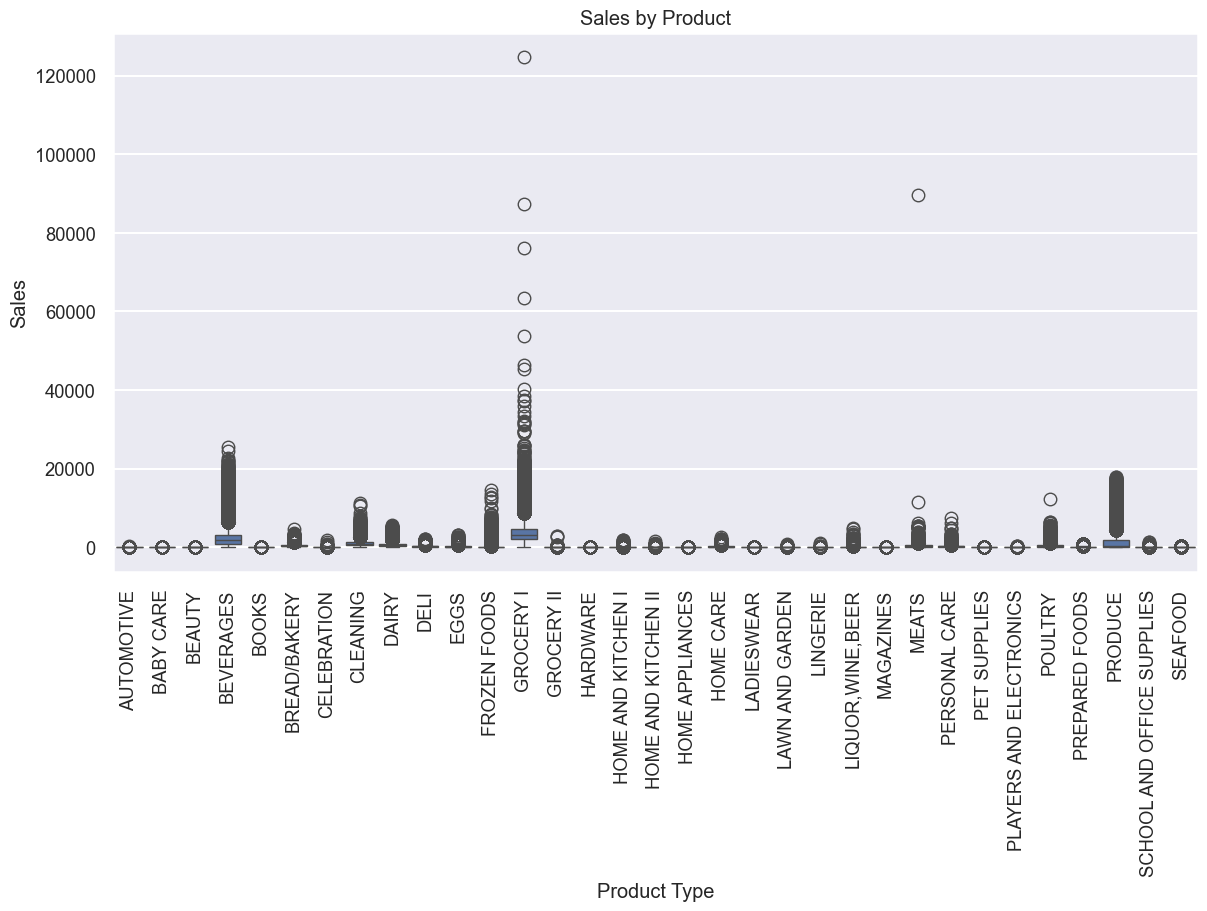 Sales by Product
Sales
120000
100000
80000
60000
40000
20000
0
AUTOMOTIVE
BABY CARE
BEAUTY
BEVERAGES
BOOKS
BREAD/BAKERY
CELEBRATION
CLEANING
DAIRY
DELI
EGGS
FROZEN FOODS
GROCERY I
GROCERY II
HARDWARE
HOME AND KITCHEN I
HOME AND KITCHEN II
HOME APPLIANCES
HOME CARE
LADIESWEAR
LAWN AND GARDEN
LINGERIE
LIQUOR,WINE,BEER
MAGAZINES
MEATS
PERSONAL CARE
PET SUPPLIES
PLAYERS AND ELECTRONICS
POULTRY
PREPARED FOODS
PRODUCE
SCHOOL AND OFFICE SUPPLIES
SEAFOOD
Product Type